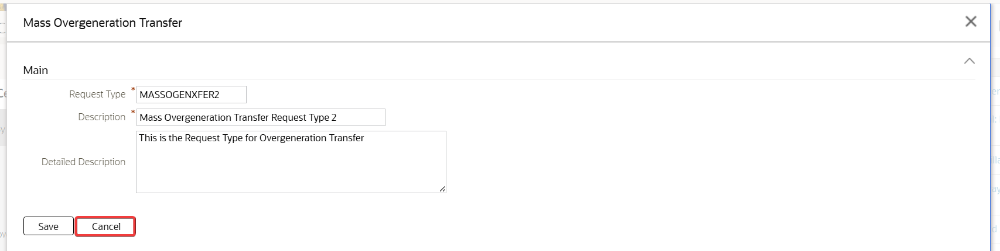 Mass Overgeneration Transfer
Main
Request Type * MASSOGENXFER2
Description * Mass Overgeneration Transfer Request Type 2
This is the Request Type for Overgeneration Transfer
Detailed Description
Save Cancel